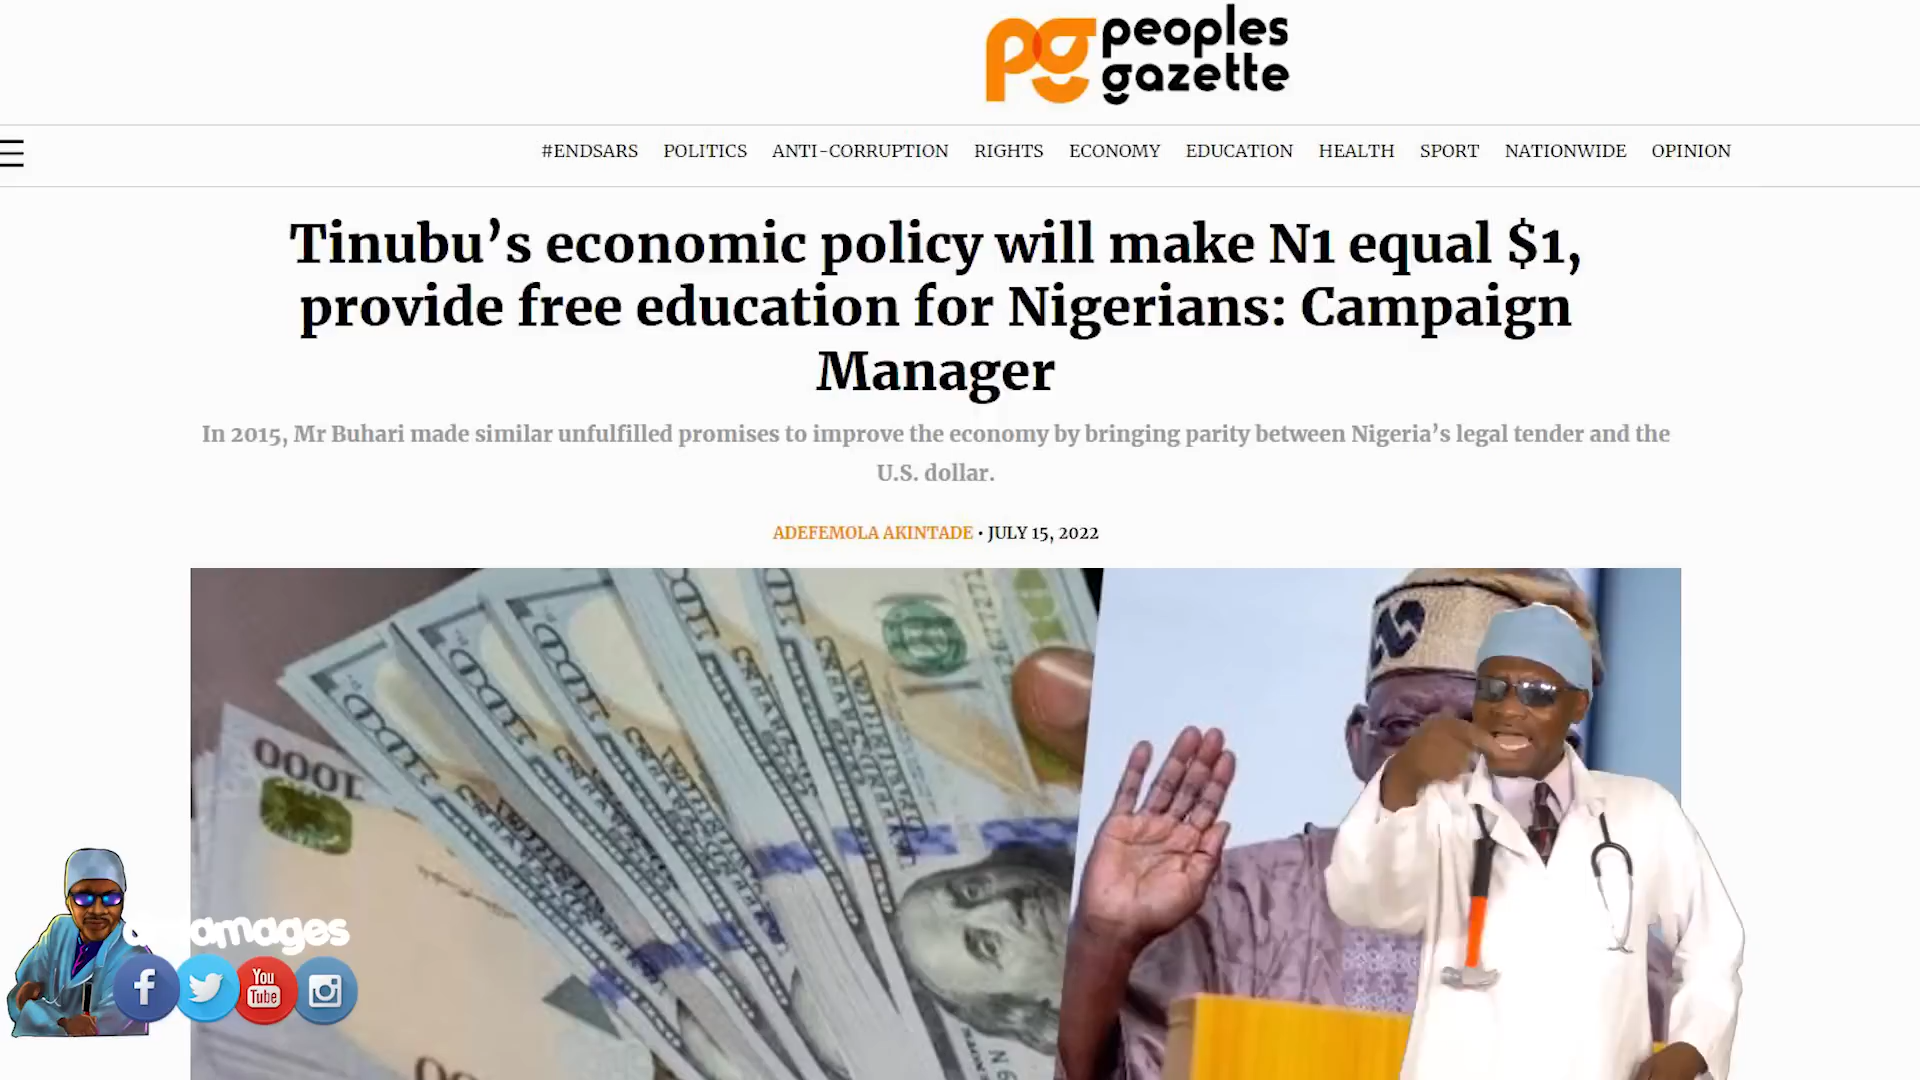 peoples
gazette
#ENDSARS POLITICS ANTI-CORRUPTION RIGHTS ECONOMY EDUCATION HEALTH SPORT NATIONWIDE OPINION
Tinubu’s economic policy will make N1 equal $1,
provide free education for Nigerians: Campaign
Manager
In 2015, Mr Buhari made similar unfulfilled promises to improve the economy by bringing parity between Nigeria’s legal tender and the
U.S. dollar.
ADEFEMOLA AKINTADE • JULY 15, 2022
1000
You
Tube